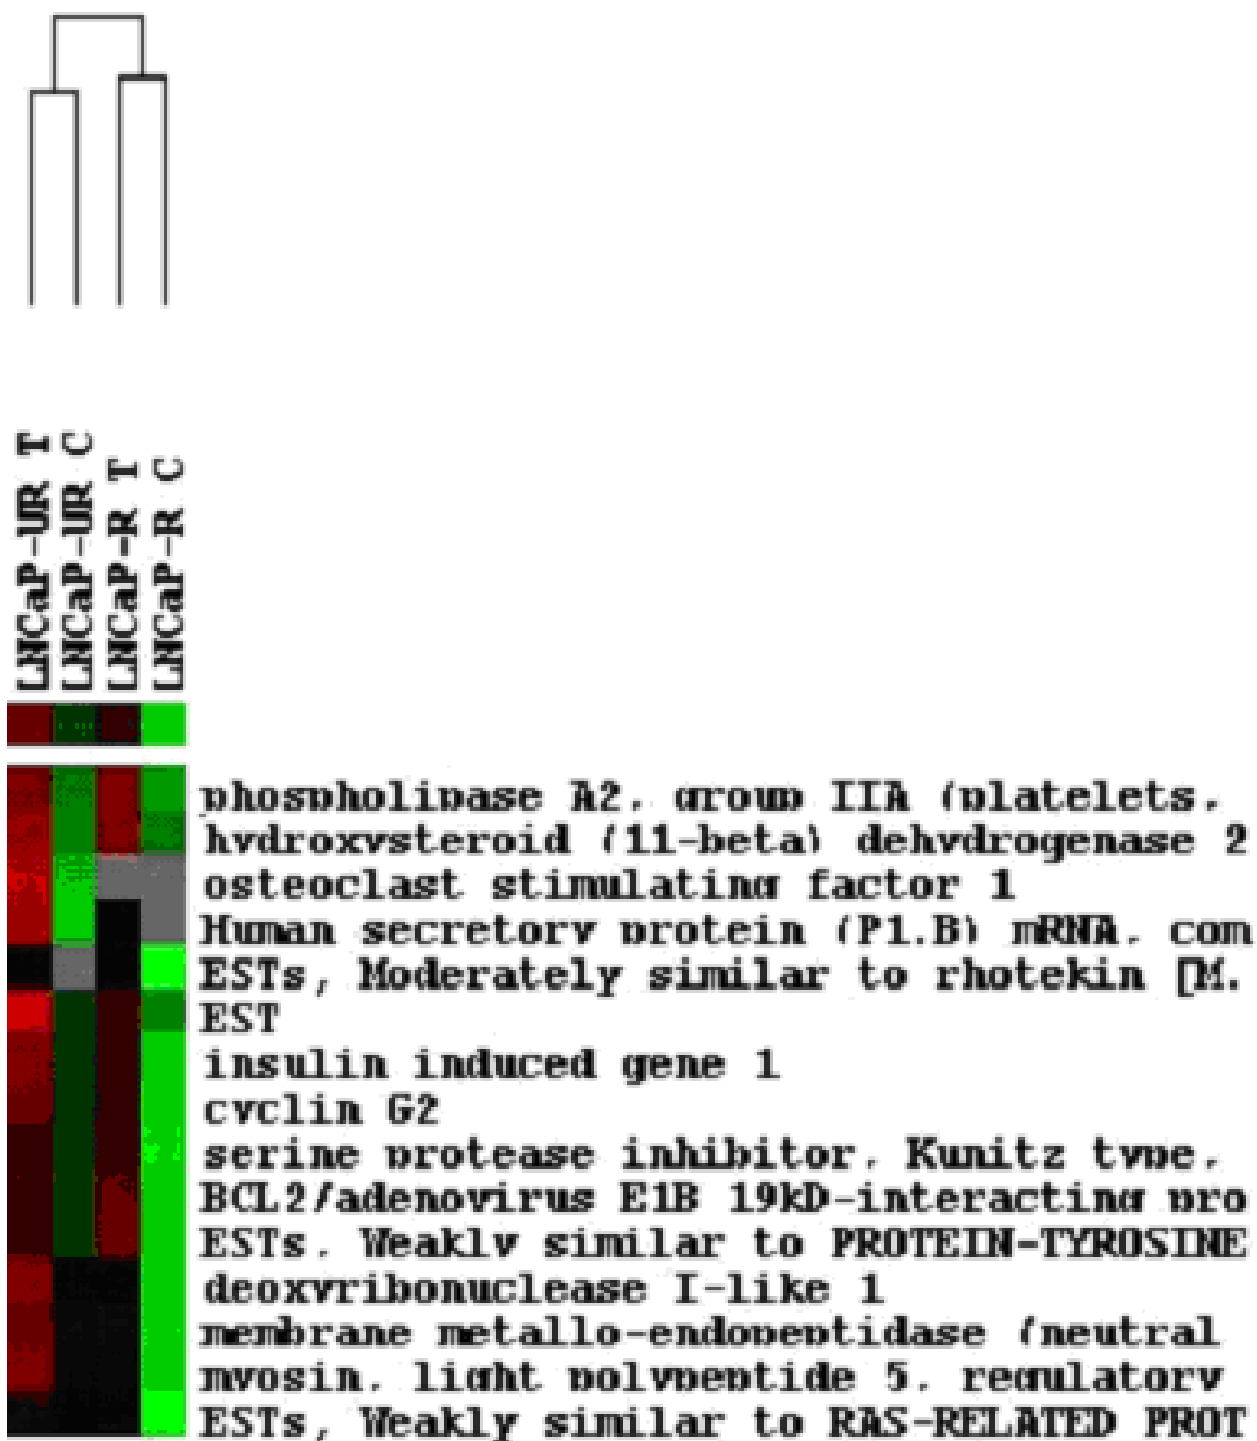 LNCaP-UR T
LNCaP-UR C
LNCaP-R T
LNCaP-R C
phospholipase A2, group IIA (platelets,
hydroxysteroid (11-beta) dehydrogenase 2
osteoclast stimulating factor 1
Human secretory protein (P1.B) mRNA, com
ESTs, Moderately similar to rhotekin [M.
EST
insulin induced gene 1
cyclin G2
serine protease inhibitor, Kunitz type,
BCL2/adenovirus E1B 19kD-interacting pro
ESTs, Weakly similar to PROTEIN-TYROSINE
deoxyribonuclease I-like 1
membrane metallo-endopeptidase (neutral
myosin, light polypeptide 5, regulatory
ESTs, Weakly similar to RAS-RELATED PROT